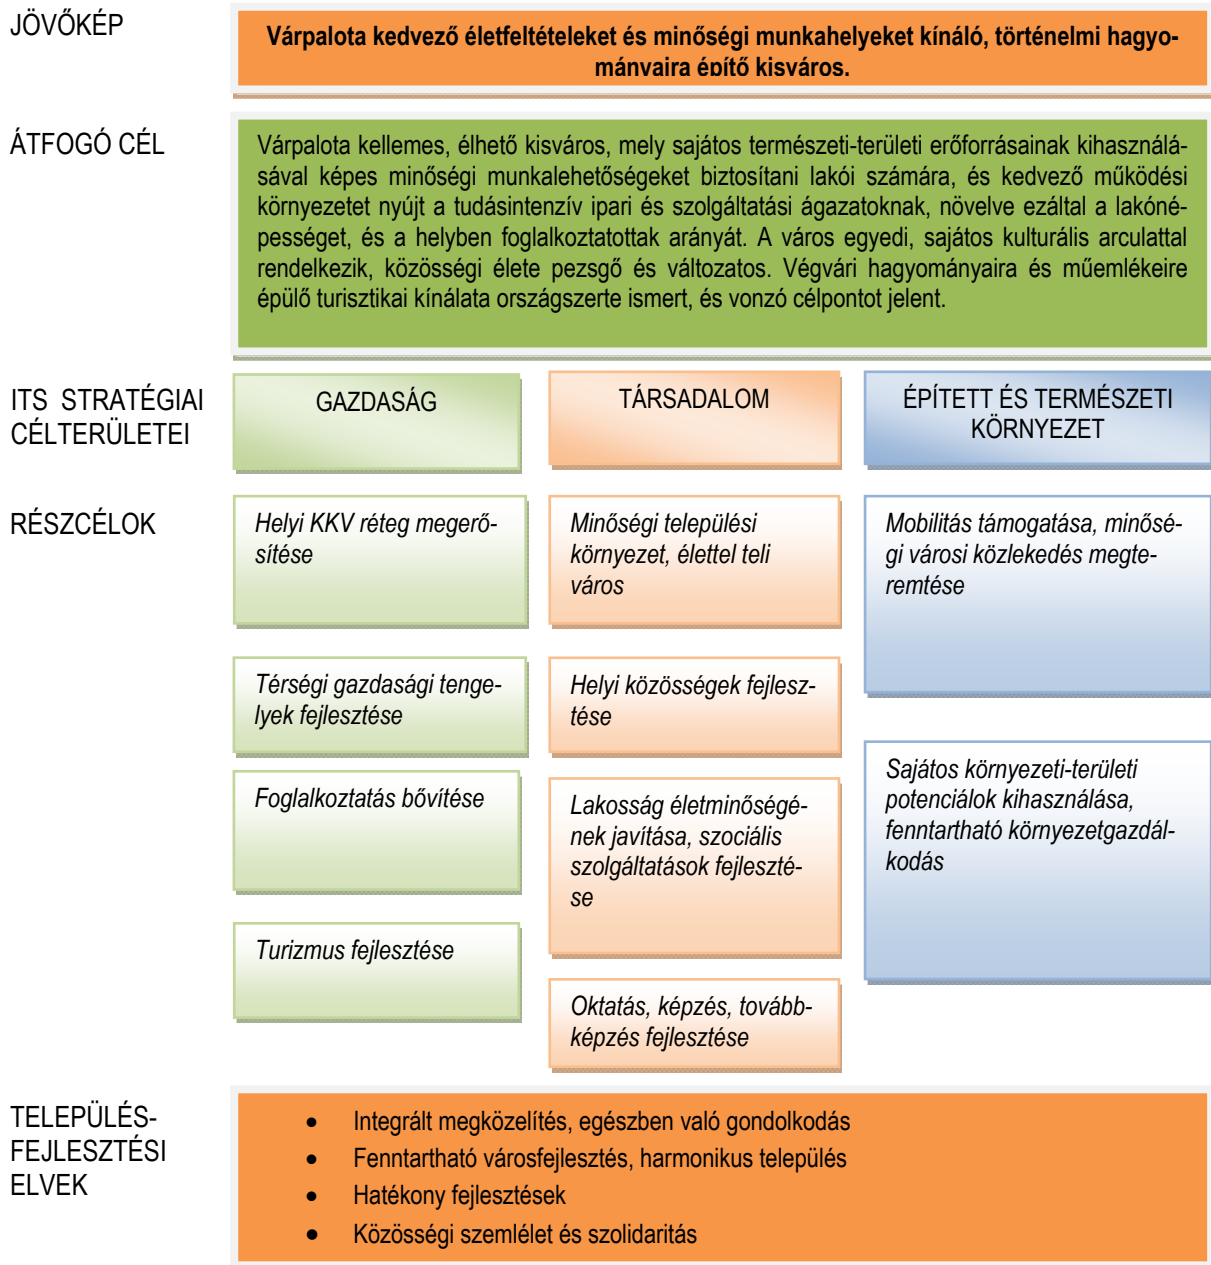 JÖVŐKÉP
Várpalota kedvező életfeltételeket és minőségi munkahelyeket kínáló, történelmi hagyo-
mányaira építő kisváros.
ÁTFOGÓ CÉL
Várpalota kellemes, élhető kisváros, mely sajátos természeti-területi erőforrásainak kihasználá-
sával képes minőségi munkalehetőségeket biztosítani lakói számára, és kedvező működési
környezetet nyújt a tudásintenzív ipari és szolgáltatási ágazatoknak, növelve ezáltal a lakóné-
pességet, és a helyben foglalkoztatottak arányát. A város egyedi, sajátos kulturális arculattal
rendelkezik, közösségi élete pezsgő és változatos. Végvári hagyományaira és műemlékeire
épülő turisztikai kínálata országszerte ismert, és vonzó célpontot jelent.
ITS STRATÉGIAI
CÉLTERÜLETEI
GAZDASÁG
TÁRSADALOM
ÉPÍTETT ÉS TERMÉSZETI
KÖRNYEZET
RÉSZCÉLOK
Helyi KKV réteg megerő-
sítése
Térségi gazdasági tenge-
lyek fejlesztése
Foglalkoztatás bővítése
Turizmus fejlesztése
Minőségi települési
környezet, élettel teli
város
Helyi közösségek fejlesz-
tése
Lakosság életminőségé-
nek javítása, szociális
szolgáltatások fejleszté-
se
Oktatás, képzés, tovább-
képzés fejlesztése
Mobilitás támogatása, minősé-
gi városi közlekedés megte-
remtése
Sajátos környezeti-területi
potenciálok kihasználása,
fenntartható környezetgazdál-
kodás
TELEPÜLÉS-
FEJLESZTÉSI
ELVEK
• Integrált megközelítés, egészben való gondolkodás
• Fenntartható városfejlesztés, harmonikus település
• Hatékony fejlesztések
• Közösségi szemlélet és szolidaritás